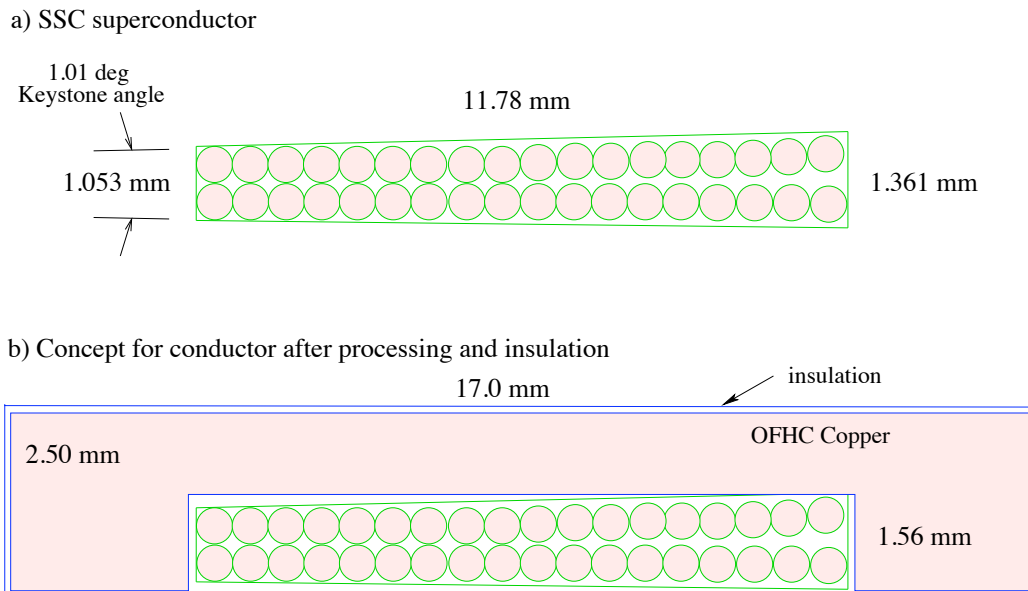 a) SSC superconductor
1.01 deg
Keystone angle
11.78 mm
1.053 mm
1.361 mm
b) Concept for conductor after processing and insulation
17.0 mm
insulation
OFHC Copper
2.50 mm
1.56 mm